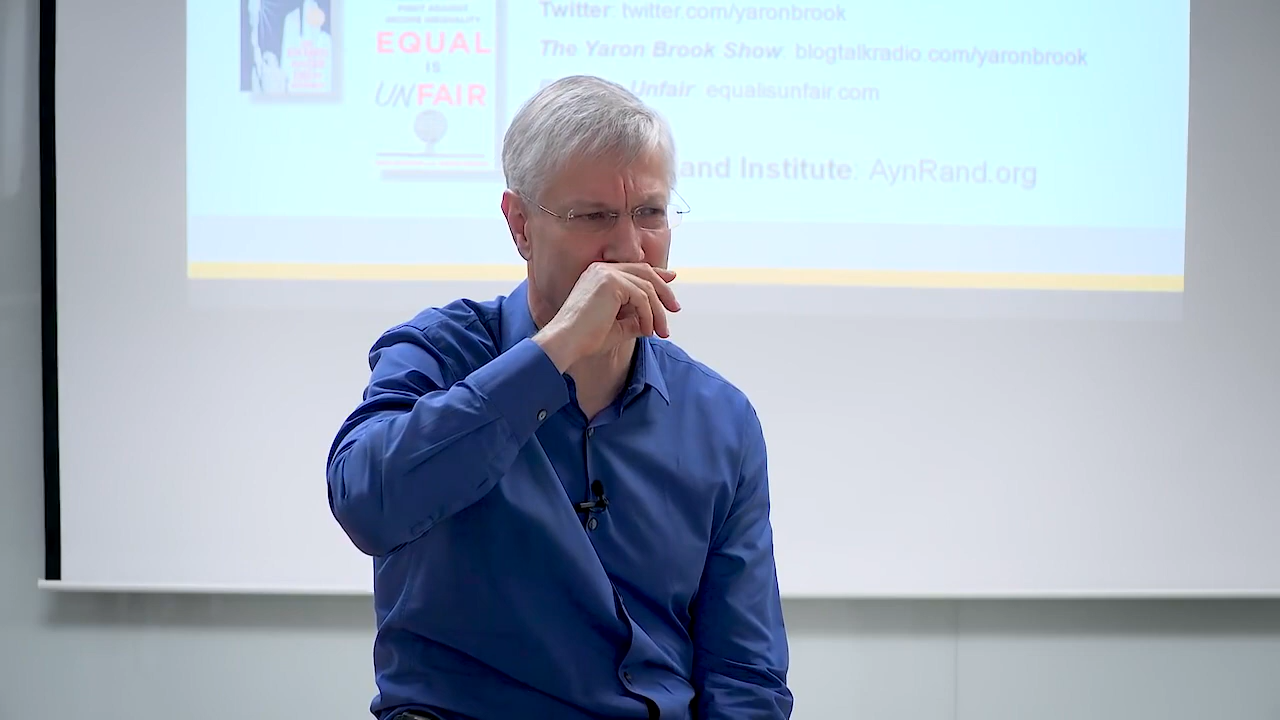 EQUAL
IS
UNFAIR
Twitter: twitter.com/yaronbrook
The Yaron Brook Show: blogtalkradio.com/yaronbrook
Unfair equalisunfair.com
and Institute: AynRand.org